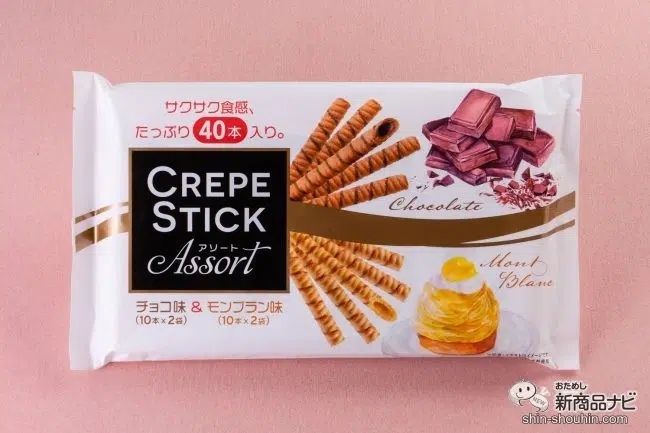 サクサク食感、
たっぷり40本入り。
CREPE
STICK
アソート
Assort
チョコ味&モンブラン味
(10本×2袋) (10本×2袋)
Chocolate
Mont
Blanc
おためし
新商品ナビ
NEW
shin-shouhin.com